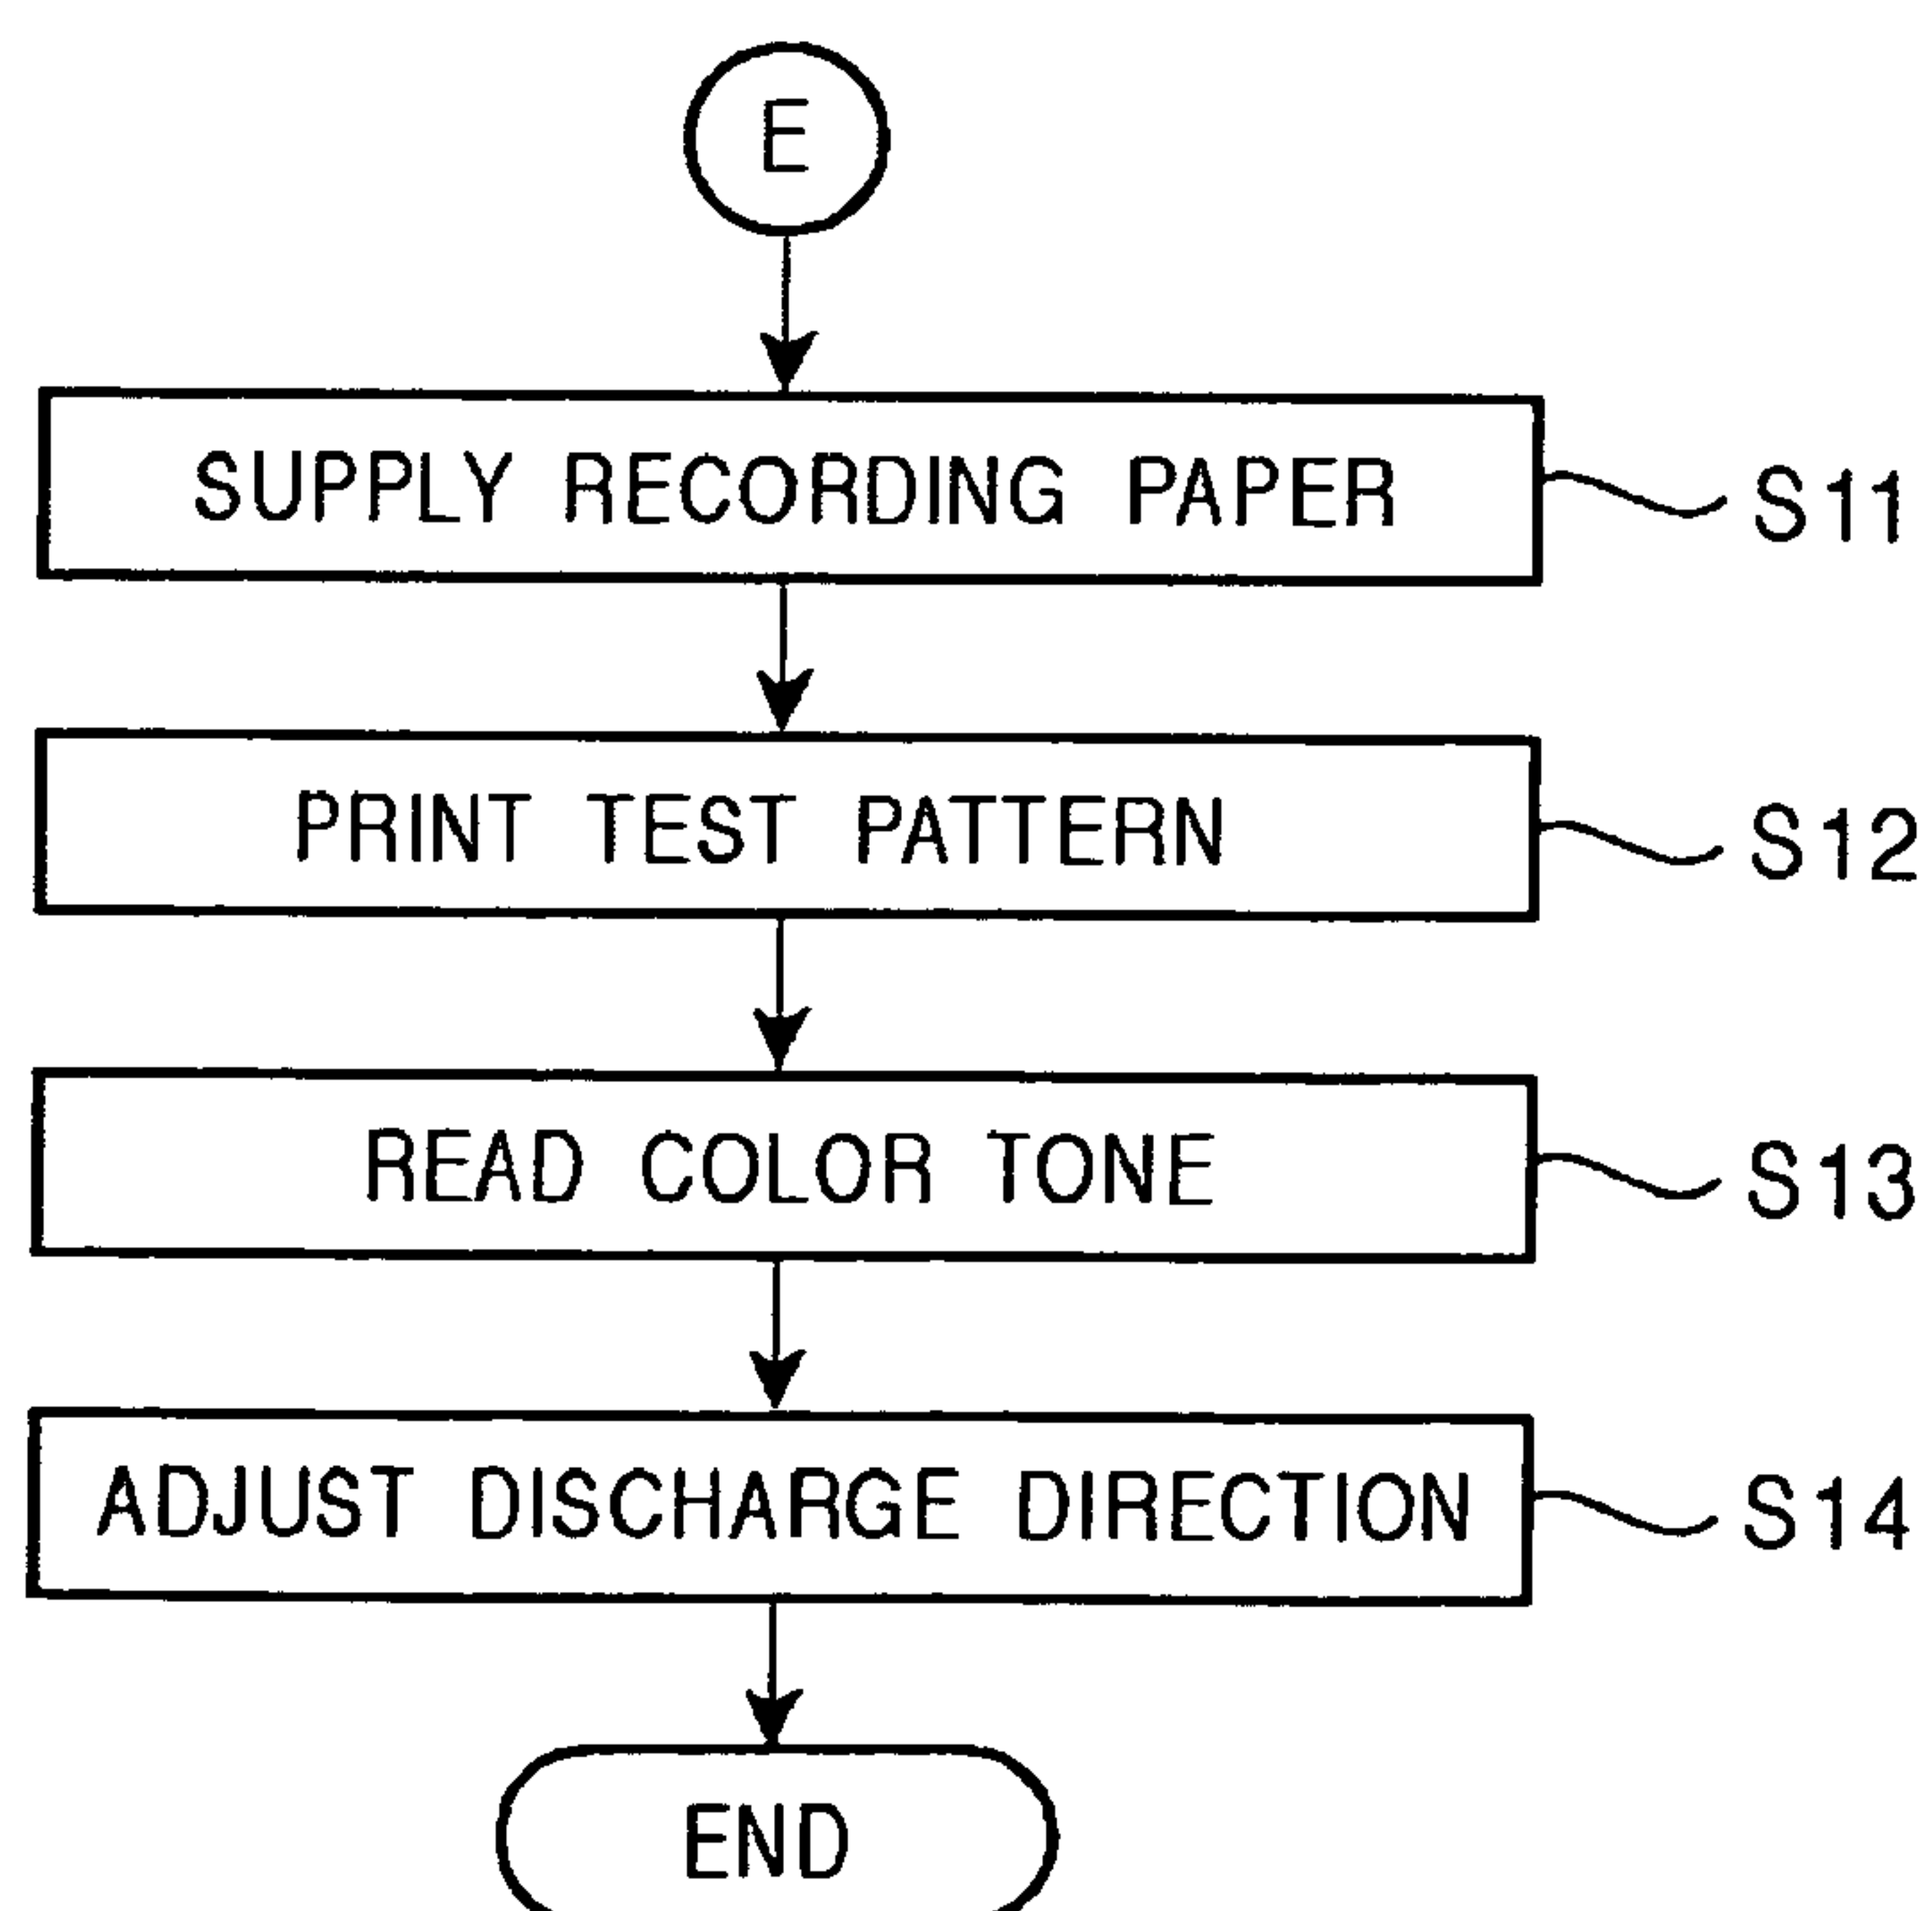 E
SUPPLY RECORDING PAPER S11
PRINT TEST PATTERN S12
READ COLOR TONE S13
ADJUST DISCHARGE DIRECTION S14
END